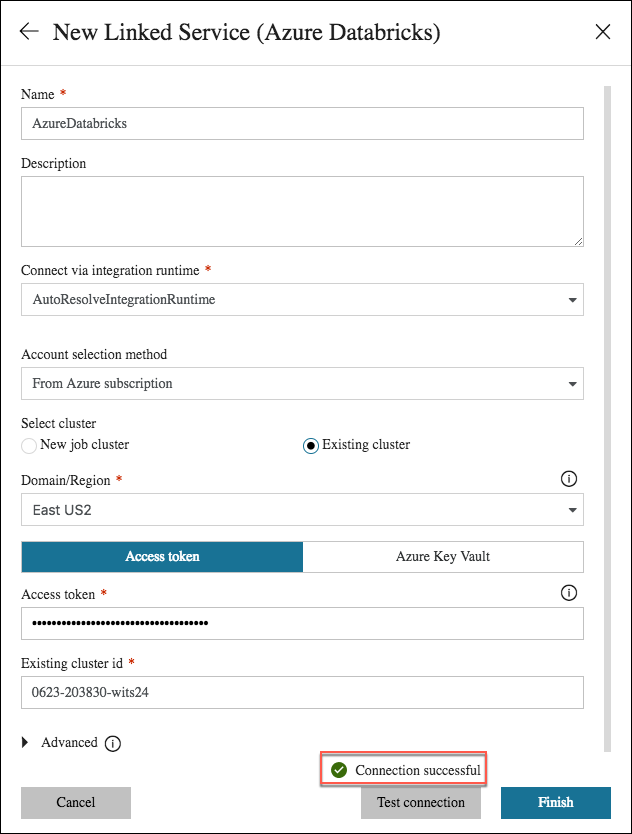 New Linked Service (Azure Databricks)
Name *
AzureDatabricks
Description
Connect via integration runtime *
AutoResolveIntegrationRuntime
Account selection method
From Azure subscription
Select cluster
New job cluster Existing cluster
Domain/Region *
East US2
Access token Azure Key Vault
Access token *
••••••••••••••••••••••••••••••••••••
Existing cluster id *
0623-203830-wits24
Advanced
Connection successful
Cancel Test connection Finish